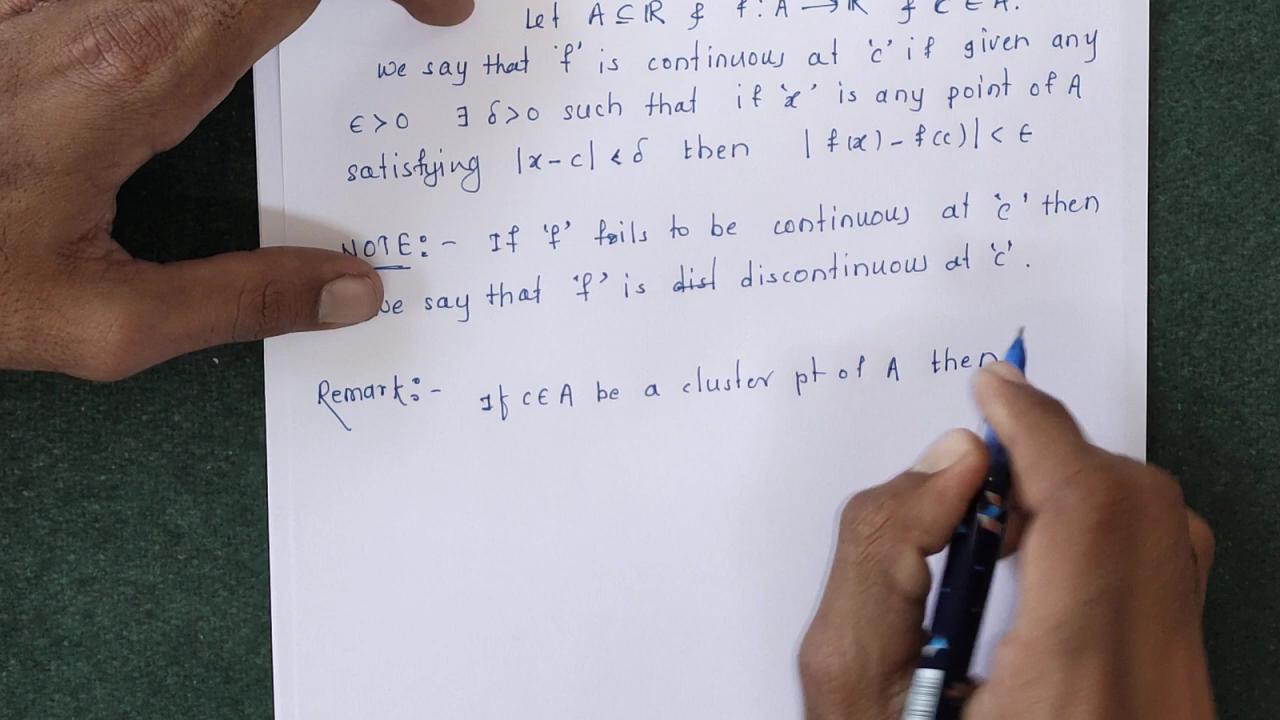 Let A ⊆ ℝ & f : A → ℝ & c ∈ A.
we say that 'f' is continuous at 'c' if given any
ϵ > 0 ∃ δ > 0 such that if 'x' is any point of A
satisfying |x - c| < δ then | f(x) - f(c) | < ϵ
NOTE:- If 'f' fails to be continuous at 'c' then
we say that 'f' is dist discontinuous at 'c'.
Remark:- If c ∈ A be a cluster pt of A then